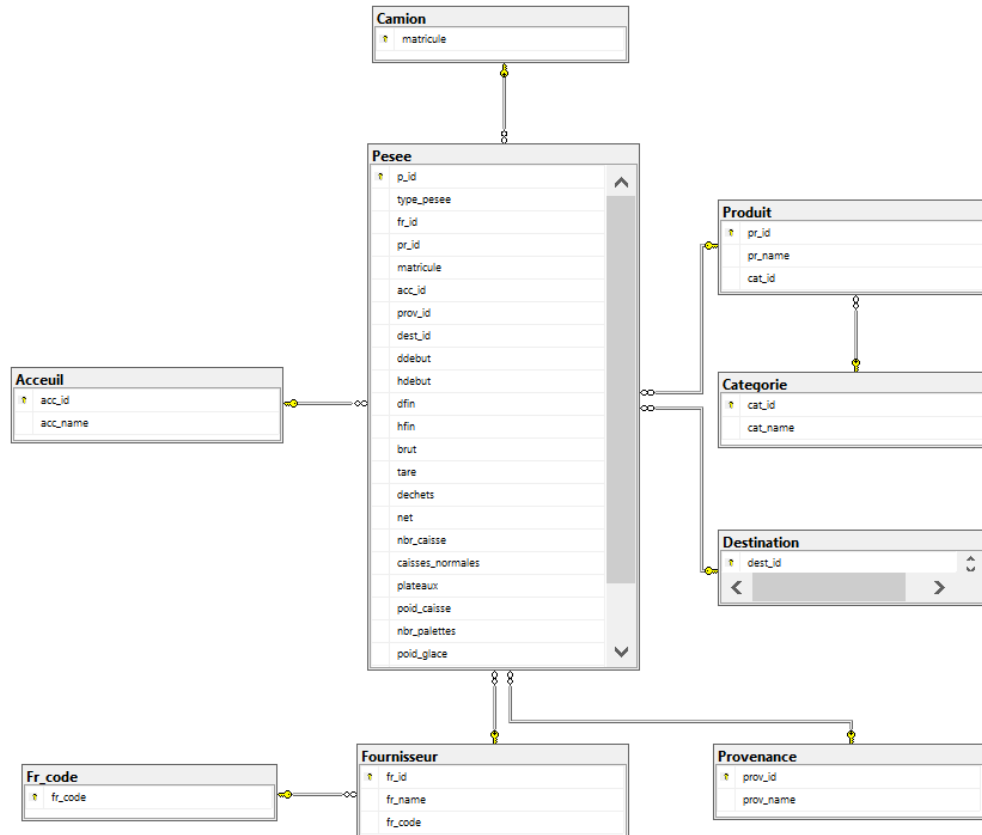 Camion
matricule
Pesee
p_id
type_pesee
fr_id
pr_id
matricule
acc_id
prov_id
dest_id
ddebut
hdebut
dfin
hfin
brut
tare
dechets
net
nbr_caisse
caisses_normales
plateaux
poid_caisse
nbr_palettes
poid_glace
Produit
pr_id
pr_name
cat_id
Categorie
cat_id
cat_name
Acceuil
acc_id
acc_name
Destination
dest_id
Fr_code
fr_code
Fournisseur
fr_id
fr_name
fr_code
Provenance
prov_id
prov_name